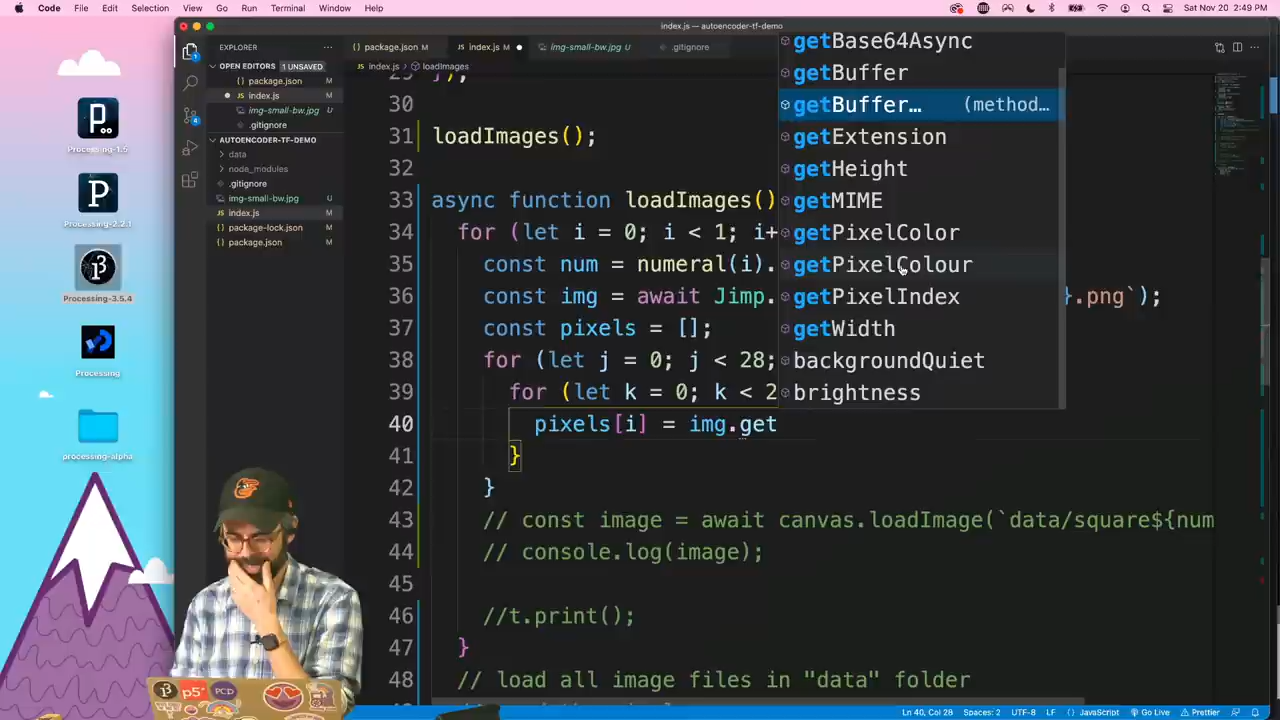 Code File Edit Selection View Go Run Terminal Window Help
Sat Nov 20 2:49 PM
index.js — autoencoder-tf-demo
EXPLORER
OPEN EDITORS 1 UNSAVED
package.json M
index.js M
img-small-bw.jpg U
.gitignore
AUTOENCODER-TF-DEMO
data
node_modules
.gitignore
img-small-bw.jpg U
index.js M
package-lock.json M
package.json M
package.json M
index.js M
img-small-bw.jpg U
.gitignore
index.js > loadImages
29 });
30
31 loadImages();
32
33 async function loadImages()
34 for (let i = 0; i < 1; i+
35 const num = numeral(i).
36 const img = await Jimp. }.png`);
37 const pixels = [];
38 for (let j = 0; j < 28;
39 for (let k = 0; k < 2
40 pixels[i] = img.get
41 }
42 }
43 // const image = await canvas.loadImage(`data/square${num
44 // console.log(image);
45
46 //t.print();
47 }
48 // load all image files in "data" folder
getBase64Async
getBuffer
getBuffer… (method…
getExtension
getHeight
getMIME
getPixelColor
getPixelColour
getPixelIndex
getWidth
backgroundQuiet
brightness
Processing-1.5
Processing-2.2.1
Processing-3.5.4
Processing
processing-alpha
p5*
PCD
Ln 40, Col 28 Spaces: 2 UTF-8 LF JavaScript Go Live Prettier